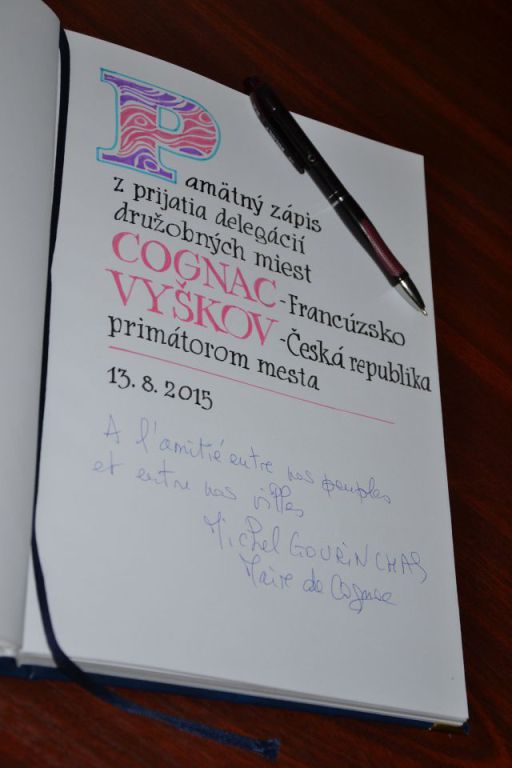 Pamätný zápis
z prijatia delegácií
družobných miest
COGNAC-Francúzsko
VYŠKOV-Česká republika
primátorom mesta
13. 8. 2015
A l'amitié entre nos peuples
et entre nos villes
Michel GOURINCHAS
Maire de Cognac